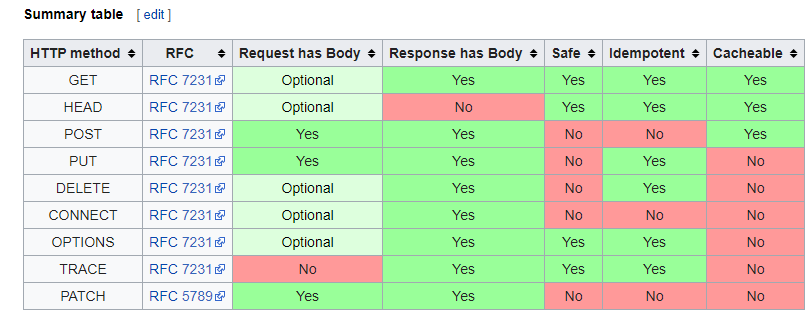 Summary table [ edit ]
HTTP method RFC Request has Body Response has Body Safe Idempotent Cacheable
GET RFC 7231 Optional Yes Yes Yes Yes
HEAD RFC 7231 Optional No Yes Yes Yes
POST RFC 7231 Yes Yes No No Yes
PUT RFC 7231 Yes Yes No Yes No
DELETE RFC 7231 Optional Yes No Yes No
CONNECT RFC 7231 Optional Yes No No No
OPTIONS RFC 7231 Optional Yes Yes Yes No
TRACE RFC 7231 No Yes Yes Yes No
PATCH RFC 5789 Yes Yes No No No